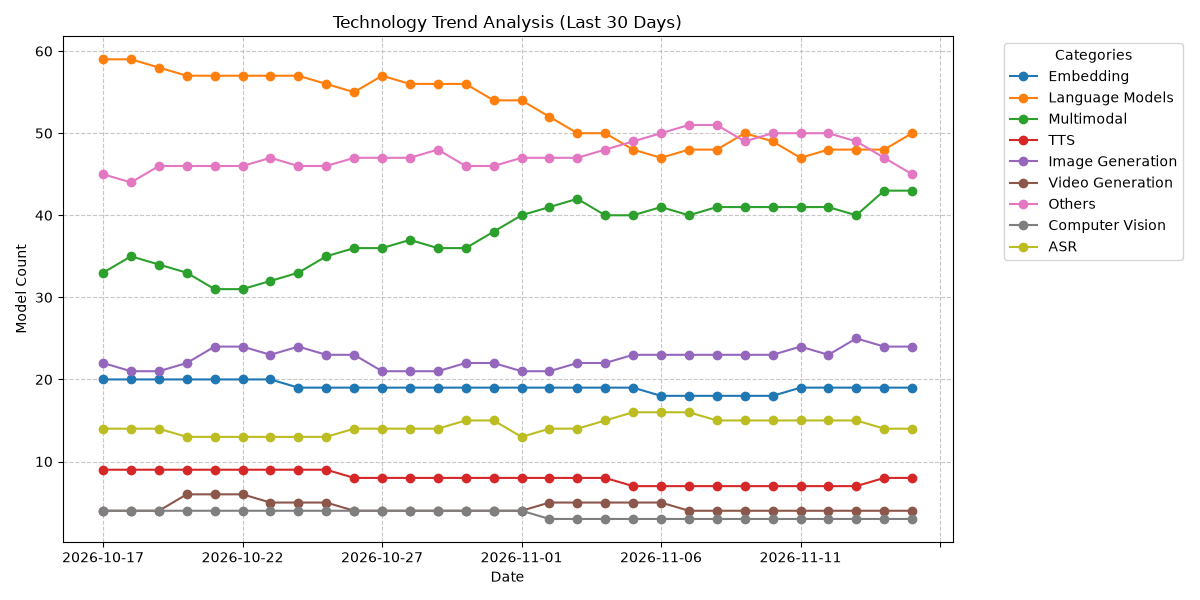 Technology Trend Analysis (Last 30 Days)
Model Count
60
50
40
30
20
10
2026-10-17
2026-10-22
2026-10-27
2026-11-01
2026-11-06
2026-11-11
Date
Categories
Embedding
Language Models
Multimodal
TTS
Image Generation
Video Generation
Others
Computer Vision
ASR